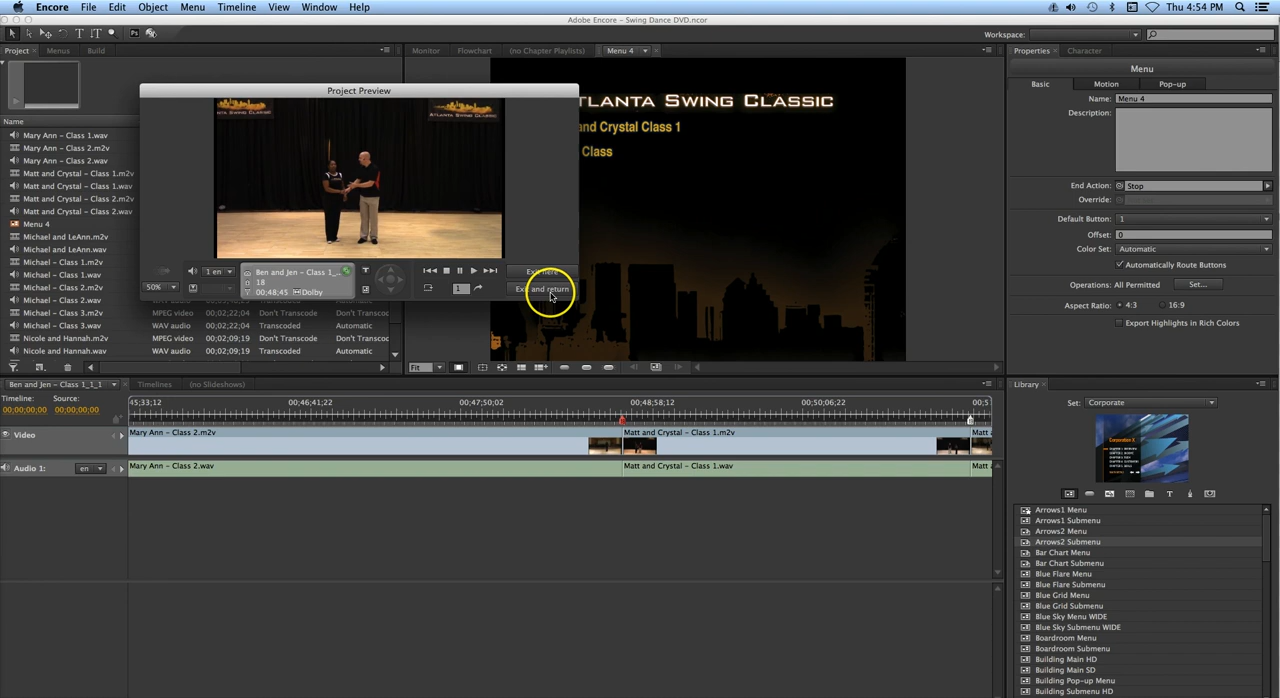 Encore File Edit Object Menu Timeline View Window Help Thu 4:54 PM
Adobe Encore - Swing Dance DVD.ncor
Workspace:
Project Menus Build
Monitor Flowchart (no Chapter Playlists) Menu 4
Properties Character
Menu
Basic Motion Pop-up
Name: Menu 4
Description:
End Action: Stop
Override:
Default Button: 1
Offset: 0
Color Set: Automatic
Automatically Route Buttons
Operations: All Permitted Set...
Aspect Ratio: 4:3 16:9
Export Highlights in Rich Colors
Name
Mary Ann - Class 1.wav
Mary Ann - Class 2.m2v
Mary Ann - Class 2.wav
Matt and Crystal - Class 1.m2v
Matt and Crystal - Class 1.wav
Matt and Crystal - Class 2.m2v
Matt and Crystal - Class 2.wav
Menu 4
Michael and LeAnn.m2v
Michael and LeAnn.wav
Michael - Class 1.m2v
Michael - Class 1.wav
Michael - Class 2.m2v
Michael - Class 2.wav
Michael - Class 3.m2v MPEG video 00;02;22;04 Don't Transcode
Michael - Class 3.wav WAV audio 00;02;22;04 Transcoded Automatic
Nicole and Hannah.m2v MPEG video 00;02;09;19 Don't Transcode
Nicole and Hannah.wav WAV audio 00;02;09;19 Transcoded Automatic
Project Preview
ATLANTA SWING CLASSIC
50%
1 en
Ben and Jen - Class 1_...
18
00;48;45 Dolby
1
Exit here
Exit and return
TLANTA SWING CLASSIC
nd Crystal Class 1
Class
Fit
Ben and Jen - Class 1_1_1 Timelines (no Slideshows)
Timeline: Source:
00;00;00;00 00;00;00;00
45;33;12 00;46;41;22 00;47;50;02 00;48;58;12 00;50;06;22 00;5
Video
Mary Ann - Class 2.m2v Matt and Crystal - Class 1.m2v Matt a
Audio 1: en
Mary Ann - Class 2.wav Matt and Crystal - Class 1.wav Matt a
Library
Set: Corporate
Arrows1 Menu
Arrows1 Submenu
Arrows2 Menu
Arrows2 Submenu
Bar Chart Menu
Bar Chart Submenu
Blue Flare Menu
Blue Flare Submenu
Blue Grid Menu
Blue Grid Submenu
Blue Sky Menu WIDE
Blue Sky Submenu WIDE
Boardroom Menu
Boardroom Submenu
Building Main HD
Building Main SD
Building Pop-up Menu
Building Submenu HD